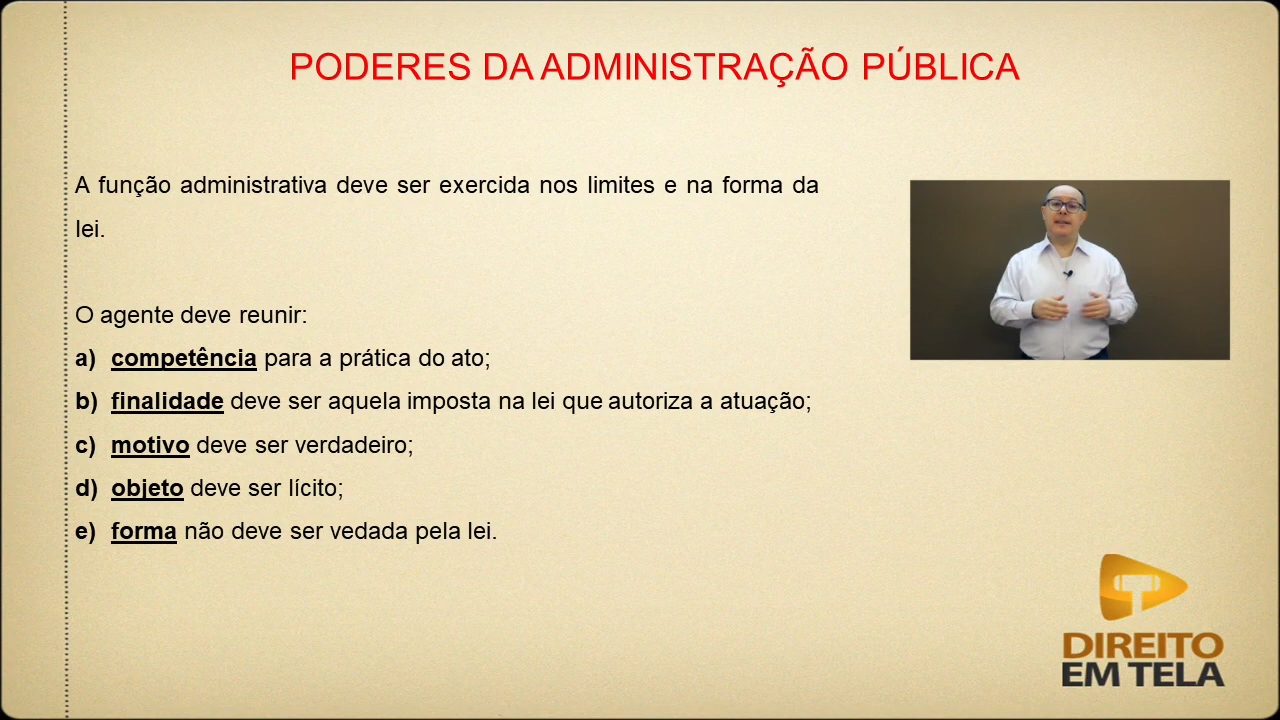 PODERES DA ADMINISTRAÇÃO PÚBLICA
A função administrativa deve ser exercida nos limites e na forma da
lei.
O agente deve reunir:
a) competência para a prática do ato;
b) finalidade deve ser aquela imposta na lei que autoriza a atuação;
c) motivo deve ser verdadeiro;
d) objeto deve ser lícito;
e) forma não deve ser vedada pela lei.
DIREITO
EM TELA